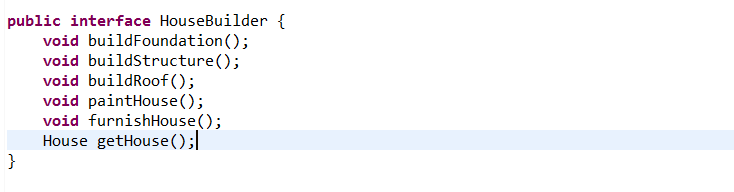 public interface HouseBuilder {
    void buildFoundation();
    void buildStructure();
    void buildRoof();
    void paintHouse();
    void furnishHouse();
    House getHouse();
}